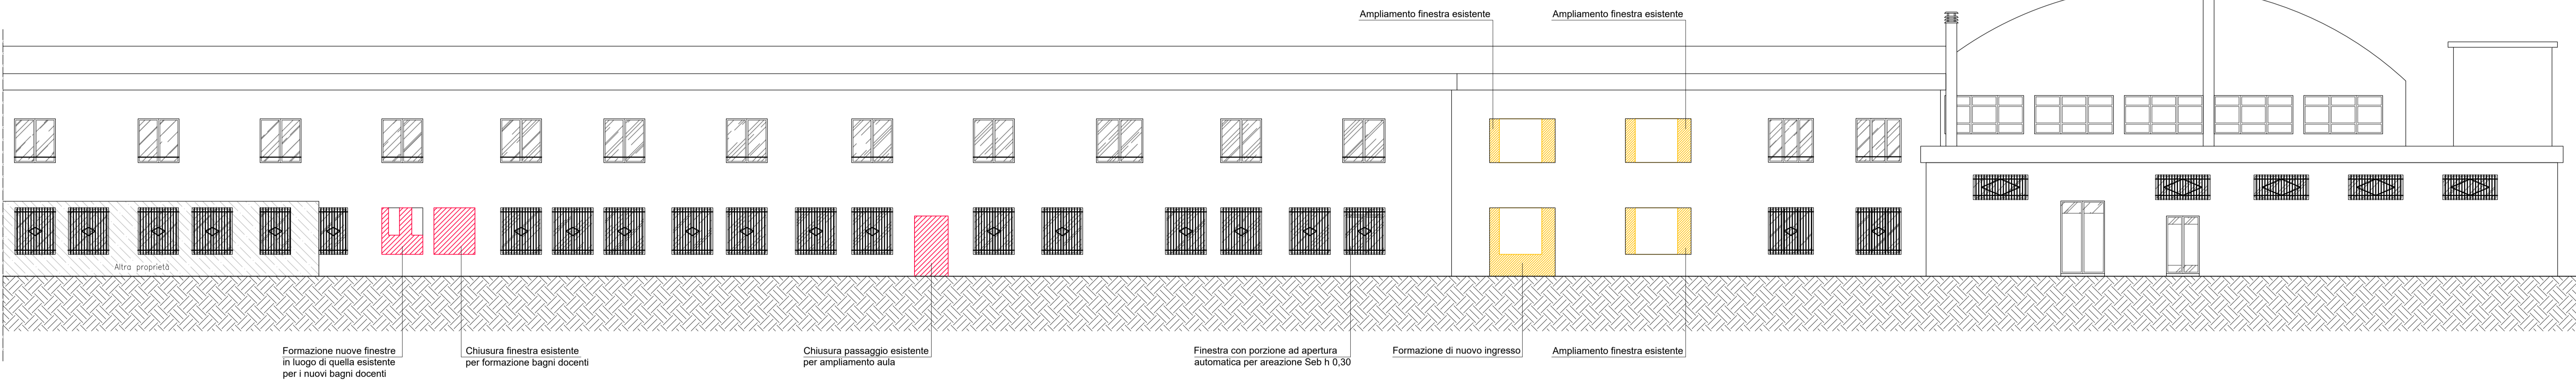 Ampliamento finestra esistente
Ampliamento finestra esistente
Altra proprietà
Formazione nuove finestre
in luogo di quella esistente
per i nuovi bagni docenti
Chiusura finestra esistente
per formazione bagni docenti
Chiusura passaggio esistente
per ampliamento aula
Finestra con porzione ad apertura
automatica per areazione Seb h 0,30
Formazione di nuovo ingresso
Ampliamento finestra esistente